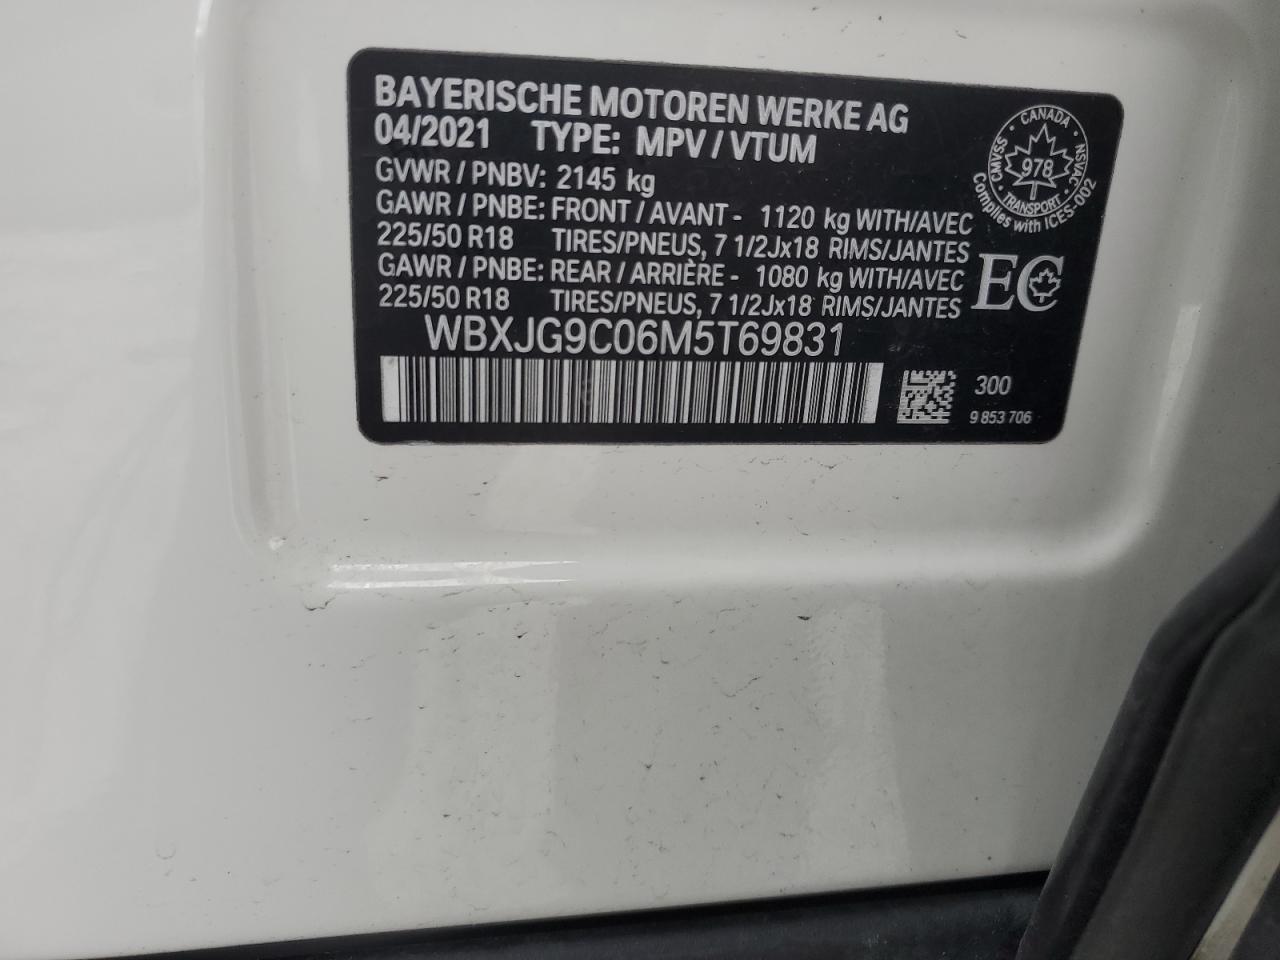 BAYERISCHE MOTOREN WERKE AG
04/2021 TYPE: MPV / VTUM
GVWR / PNBV: 2145 kg
GAWR / PNBE: FRONT / AVANT - 1120 kg WITH/AVEC
225/50 R18 TIRES/PNEUS, 7 1/2Jx18 RIMS/JANTES
GAWR / PNBE: REAR / ARRIÈRE - 1080 kg WITH/AVEC
225/50 R18 TIRES/PNEUS, 7 1/2Jx18 RIMS/JANTES
WBXJG9C06M5T69831
CANADA
CMVSS 978 NSVAC
TRANSPORT
Complies with ICES-002
EC
300
9 853 706